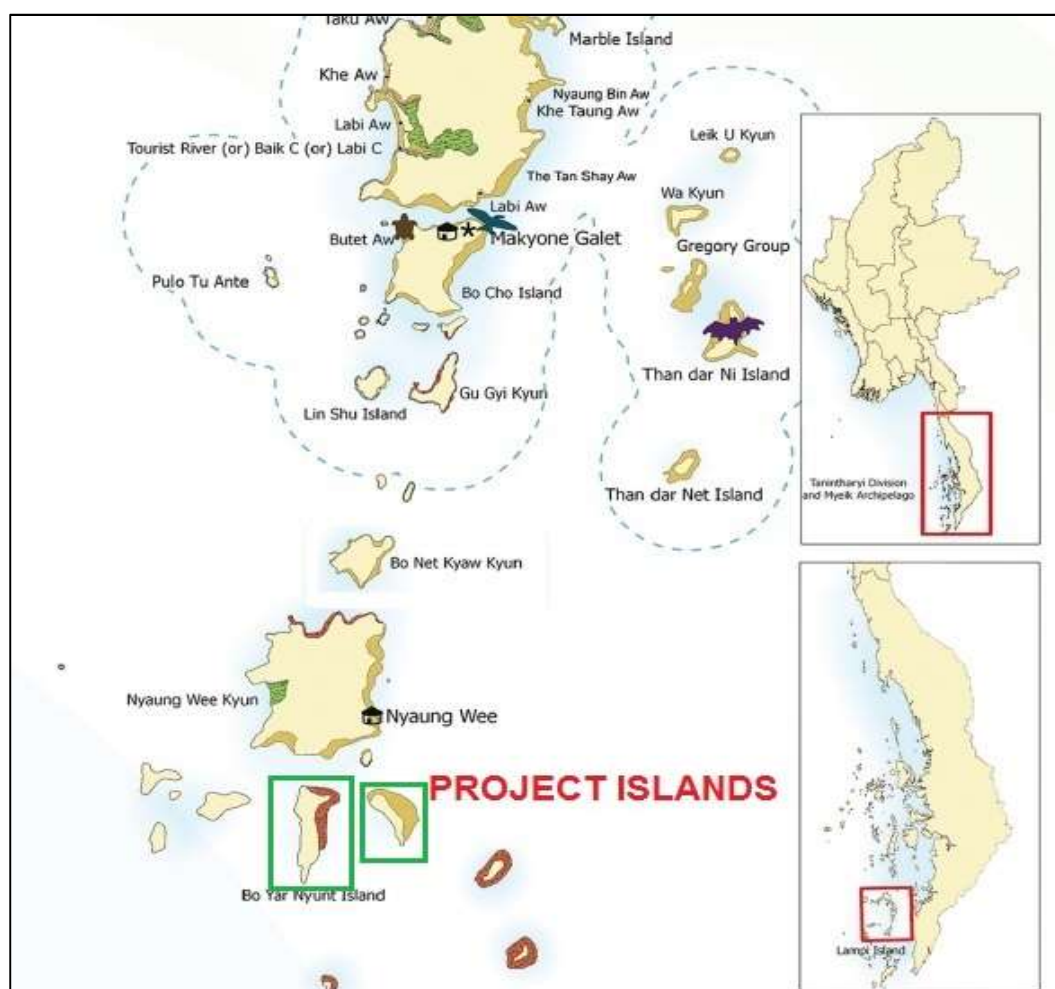 Taku Aw
Marble Island
Khe Aw
Nyaung Bin Aw
Khe Taung Aw
Labi Aw
Leik U Kyun
Tourist River (or) Baik C (or) Labi C
The Tan Shay Aw
Wa Kyun
Labi Aw
Butet Aw
*
Makyone Galet
Gregory Group
Pulo Tu Ante
Bo Cho Island
Than dar Ni Island
Gu Gyi Kyun
Lin Shu Island
Than dar Net Island
Tanintharyi Division
and Myeik Archipelago
Bo Net Kyaw Kyun
Nyaung Wee Kyun
Nyaung Wee
PROJECT ISLANDS
Bo Yar Nyunt Island
Lampi Island